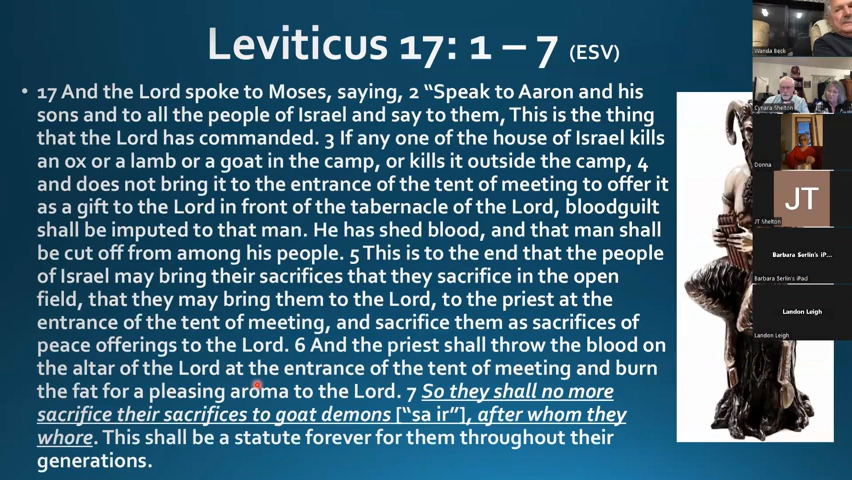 Leviticus 17: 1 – 7 (ESV)
• 17 And the Lord spoke to Moses, saying, 2 “Speak to Aaron and his
sons and to all the people of Israel and say to them, This is the thing
that the Lord has commanded. 3 If any one of the house of Israel kills
an ox or a lamb or a goat in the camp, or kills it outside the camp, 4
and does not bring it to the entrance of the tent of meeting to offer it
as a gift to the Lord in front of the tabernacle of the Lord, bloodguilt
shall be imputed to that man. He has shed blood, and that man shall
be cut off from among his people. 5 This is to the end that the people
of Israel may bring their sacrifices that they sacrifice in the open
field, that they may bring them to the Lord, to the priest at the
entrance of the tent of meeting, and sacrifice them as sacrifices of
peace offerings to the Lord. 6 And the priest shall throw the blood on
the altar of the Lord at the entrance of the tent of meeting and burn
the fat for a pleasing aroma to the Lord. 7 So they shall no more
sacrifice their sacrifices to goat demons [“sa ir”], after whom they
whore. This shall be a statute forever for them throughout their
generations.
Wanda Beck
Cynara Shelton
Donna
JT
JT Shelton
Barbara Serlin's iP...
Barbara Serlin's iPad
Landon Leigh
Landon Leigh